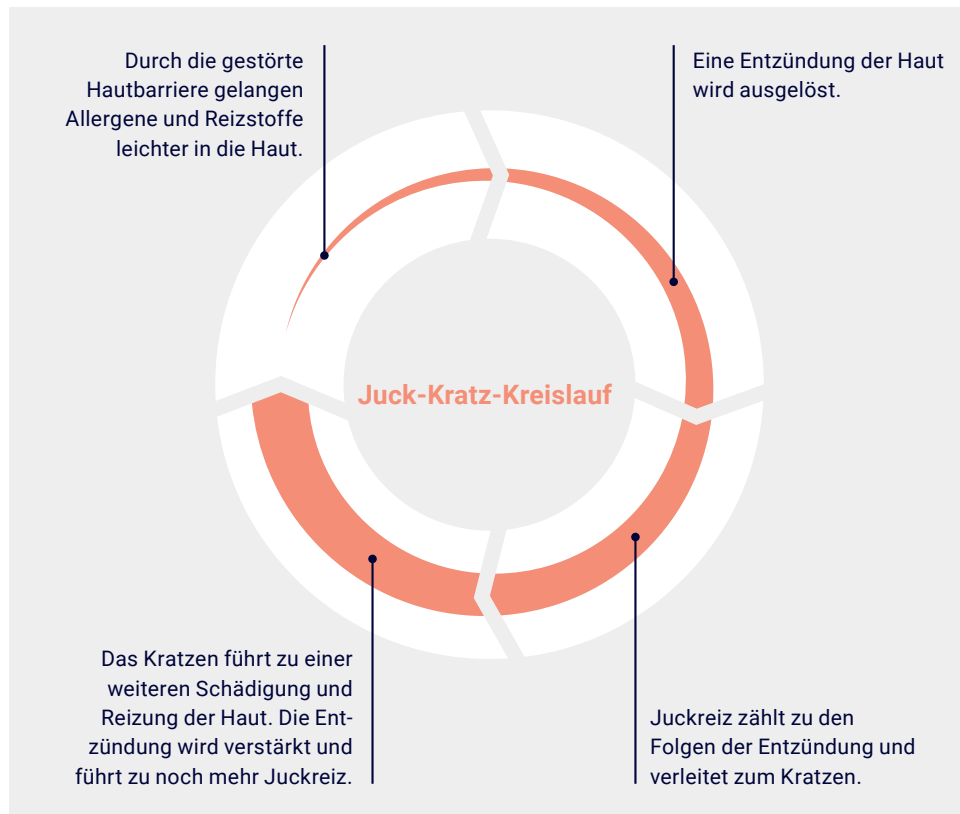 Durch die gestörte
Hautbarriere gelangen
Allergene und Reizstoffe
leichter in die Haut.
Eine Entzündung der Haut
wird ausgelöst.
Juck-Kratz-Kreislauf
Das Kratzen führt zu einer
weiteren Schädigung und
Reizung der Haut. Die Ent-
zündung wird verstärkt und
führt zu noch mehr Juckreiz.
Juckreiz zählt zu den
Folgen der Entzündung und
verleitet zum Kratzen.